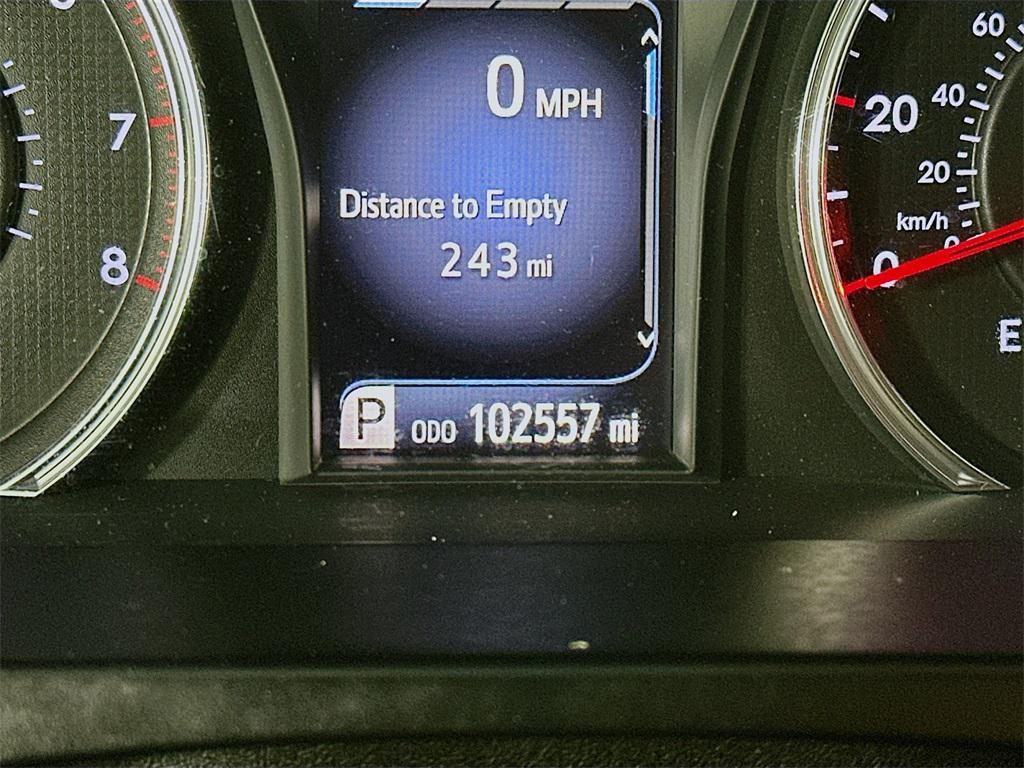 0 MPH
Distance to Empty
243 mi
P ODO 102557 mi
7
8
60
40
20
20
km/h
0
0
E